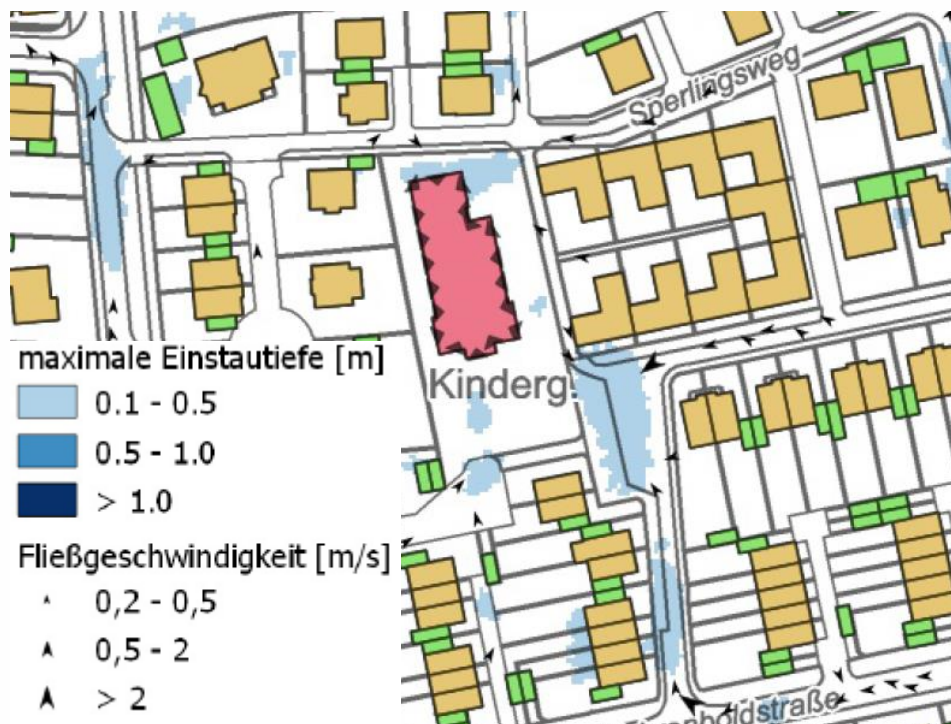 Sperlingsweg
maximale Einstautiefe [m]
0.1 - 0.5
0.5 - 1.0
> 1.0
Kinderg.
Fließgeschwindigkeit [m/s]
0,2 - 0,5
0,5 - 2
> 2